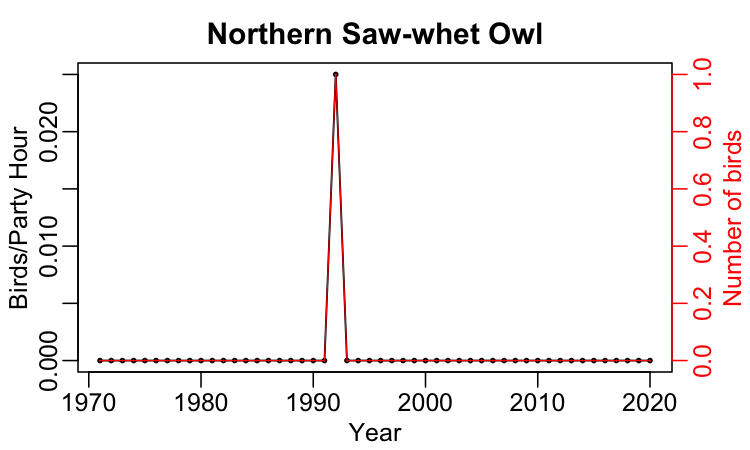 Northern Saw-whet Owl
Birds/Party Hour
0.020
0.010
0.000
1.0
0.8
0.6
0.4
0.2
0.0
Number of birds
1970 1980 1990 2000 2010 2020
Year